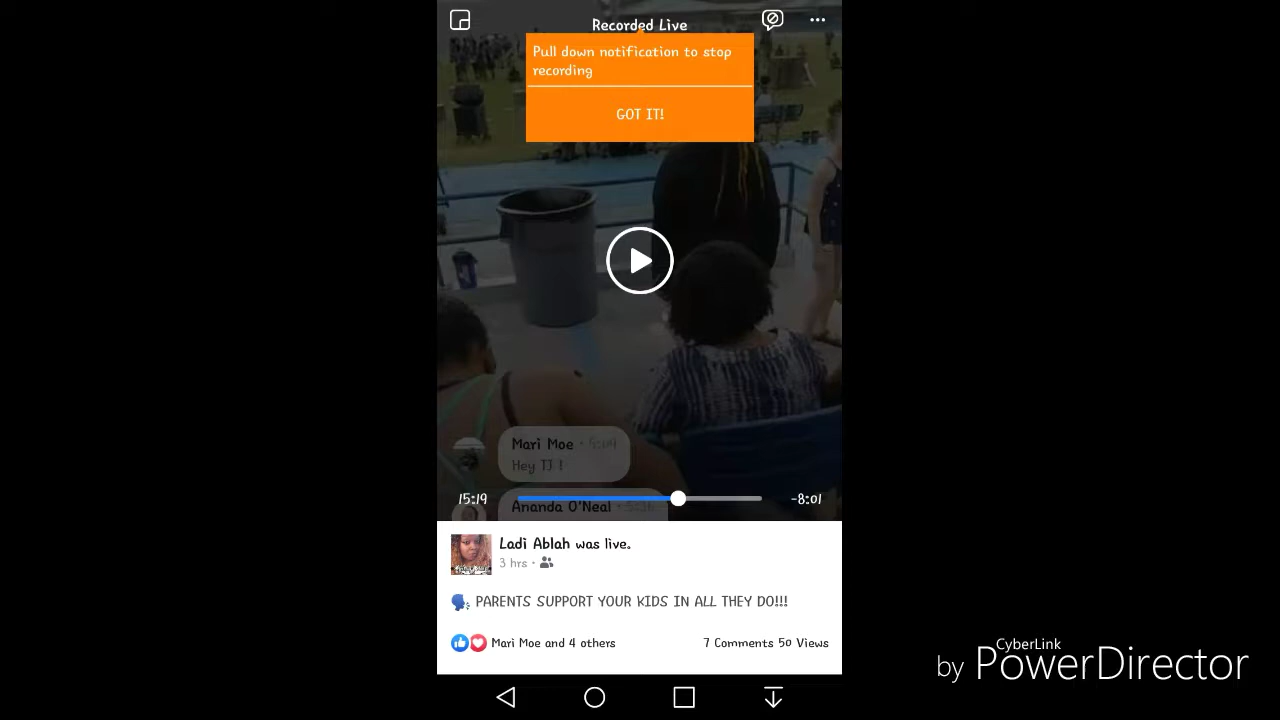 Recorded Live
Pull down notification to stop
recording
GOT IT!
Mari Moe • 5:09
Hey TJ !
15:19
-8:01
Ananda O'Neal
Ladi Ablah was live.
3 hrs •
PARENTS SUPPORT YOUR KIDS IN ALL THEY DO!!!
Mari Moe and 4 others
7 Comments 50 Views
CyberLink
by PowerDirector